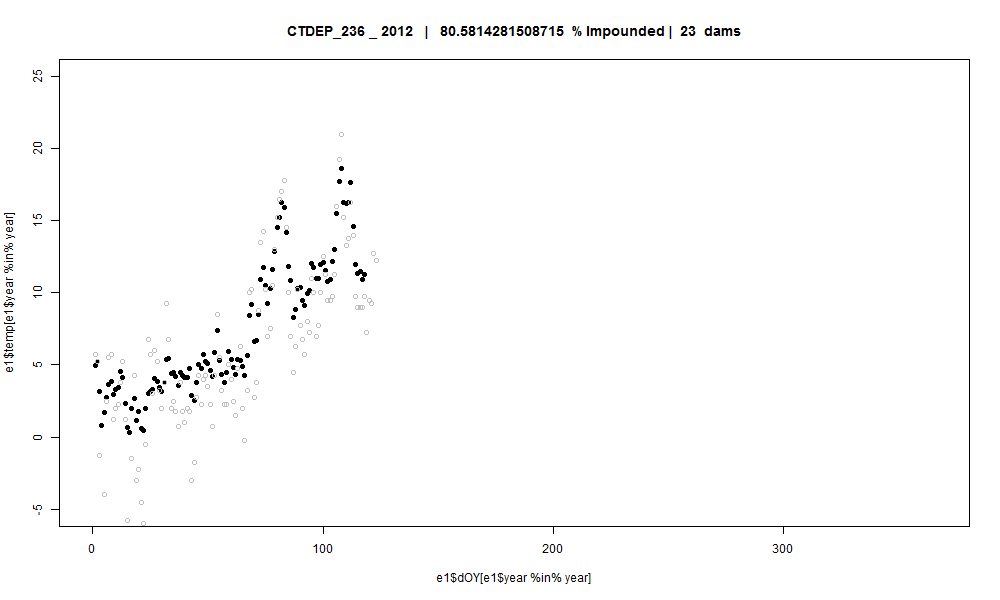 CTDEP_236 _ 2012 | 80.5814281508715 % Impounded | 23 dams
e1$temp[e1$year %in% year]
25
20
15
10
5
0
-5
0 100 200 300
e1$dOY[e1$year %in% year]